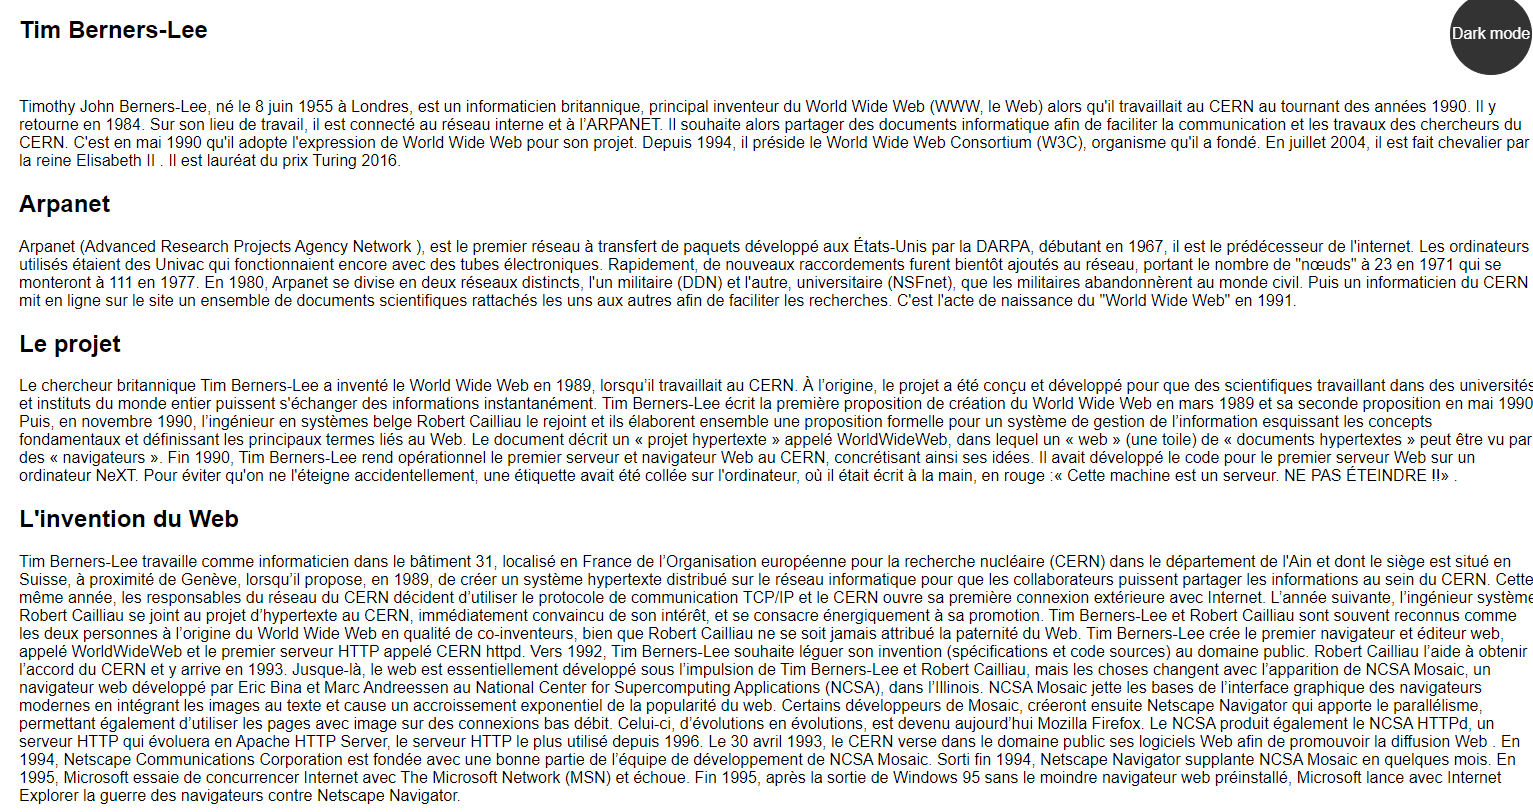 Tim Berners-Lee
Dark mode
Timothy John Berners-Lee, né le 8 juin 1955 à Londres, est un informaticien britannique, principal inventeur du World Wide Web (WWW, le Web) alors qu'il travaillait au CERN au tournant des années 1990. Il y
retourne en 1984. Sur son lieu de travail, il est connecté au réseau interne et à l’ARPANET. Il souhaite alors partager des documents informatique afin de faciliter la communication et les travaux des chercheurs du
CERN. C'est en mai 1990 qu'il adopte l'expression de World Wide Web pour son projet. Depuis 1994, il préside le World Wide Web Consortium (W3C), organisme qu'il a fondé. En juillet 2004, il est fait chevalier par
la reine Elisabeth II . Il est lauréat du prix Turing 2016.
Arpanet
Arpanet (Advanced Research Projects Agency Network ), est le premier réseau à transfert de paquets développé aux États-Unis par la DARPA, débutant en 1967, il est le prédécesseur de l'internet. Les ordinateurs
utilisés étaient des Univac qui fonctionnaient encore avec des tubes électroniques. Rapidement, de nouveaux raccordements furent bientôt ajoutés au réseau, portant le nombre de "nœuds" à 23 en 1971 qui se
monteront à 111 en 1977. En 1980, Arpanet se divise en deux réseaux distincts, l'un militaire (DDN) et l'autre, universitaire (NSFnet), que les militaires abandonnèrent au monde civil. Puis un informaticien du CERN
mit en ligne sur le site un ensemble de documents scientifiques rattachés les uns aux autres afin de faciliter les recherches. C'est l'acte de naissance du "World Wide Web" en 1991.
Le projet
Le chercheur britannique Tim Berners-Lee a inventé le World Wide Web en 1989, lorsqu’il travaillait au CERN. À l’origine, le projet a été conçu et développé pour que des scientifiques travaillant dans des universités
et instituts du monde entier puissent s'échanger des informations instantanément. Tim Berners-Lee écrit la première proposition de création du World Wide Web en mars 1989 et sa seconde proposition en mai 1990
Puis, en novembre 1990, l’ingénieur en systèmes belge Robert Cailliau le rejoint et ils élaborent ensemble une proposition formelle pour un système de gestion de l’information esquissant les concepts
fondamentaux et définissant les principaux termes liés au Web. Le document décrit un « projet hypertexte » appelé WorldWideWeb, dans lequel un « web » (une toile) de « documents hypertextes » peut être vu par
des « navigateurs ». Fin 1990, Tim Berners-Lee rend opérationnel le premier serveur et navigateur Web au CERN, concrétisant ainsi ses idées. Il avait développé le code pour le premier serveur Web sur un
ordinateur NeXT. Pour éviter qu'on ne l'éteigne accidentellement, une étiquette avait été collée sur l'ordinateur, où il était écrit à la main, en rouge :« Cette machine est un serveur. NE PAS ÉTEINDRE !!» .
L'invention du Web
Tim Berners-Lee travaille comme informaticien dans le bâtiment 31, localisé en France de l’Organisation européenne pour la recherche nucléaire (CERN) dans le département de l'Ain et dont le siège est situé en
Suisse, à proximité de Genève, lorsqu’il propose, en 1989, de créer un système hypertexte distribué sur le réseau informatique pour que les collaborateurs puissent partager les informations au sein du CERN. Cette
même année, les responsables du réseau du CERN décident d’utiliser le protocole de communication TCP/IP et le CERN ouvre sa première connexion extérieure avec Internet. L’année suivante, l’ingénieur système
Robert Cailliau se joint au projet d’hypertexte au CERN, immédiatement convaincu de son intérêt, et se consacre énergiquement à sa promotion. Tim Berners-Lee et Robert Cailliau sont souvent reconnus comme
les deux personnes à l’origine du World Wide Web en qualité de co-inventeurs, bien que Robert Cailliau ne se soit jamais attribué la paternité du Web. Tim Berners-Lee crée le premier navigateur et éditeur web,
appelé WorldWideWeb et le premier serveur HTTP appelé CERN httpd. Vers 1992, Tim Berners-Lee souhaite léguer son invention (spécifications et code sources) au domaine public. Robert Cailliau l’aide à obtenir
l’accord du CERN et y arrive en 1993. Jusque-là, le web est essentiellement développé sous l’impulsion de Tim Berners-Lee et Robert Cailliau, mais les choses changent avec l’apparition de NCSA Mosaic, un
navigateur web développé par Eric Bina et Marc Andreessen au National Center for Supercomputing Applications (NCSA), dans l’Illinois. NCSA Mosaic jette les bases de l’interface graphique des navigateurs
modernes en intégrant les images au texte et cause un accroissement exponentiel de la popularité du web. Certains développeurs de Mosaic, créeront ensuite Netscape Navigator qui apporte le parallélisme,
permettant également d’utiliser les pages avec image sur des connexions bas débit. Celui-ci, d’évolutions en évolutions, est devenu aujourd’hui Mozilla Firefox. Le NCSA produit également le NCSA HTTPd, un
serveur HTTP qui évoluera en Apache HTTP Server, le serveur HTTP le plus utilisé depuis 1996. Le 30 avril 1993, le CERN verse dans le domaine public ses logiciels Web afin de promouvoir la diffusion Web . En
1994, Netscape Communications Corporation est fondée avec une bonne partie de l’équipe de développement de NCSA Mosaic. Sorti fin 1994, Netscape Navigator supplante NCSA Mosaic en quelques mois. En
1995, Microsoft essaie de concurrencer Internet avec The Microsoft Network (MSN) et échoue. Fin 1995, après la sortie de Windows 95 sans le moindre navigateur web préinstallé, Microsoft lance avec Internet
Explorer la guerre des navigateurs contre Netscape Navigator.